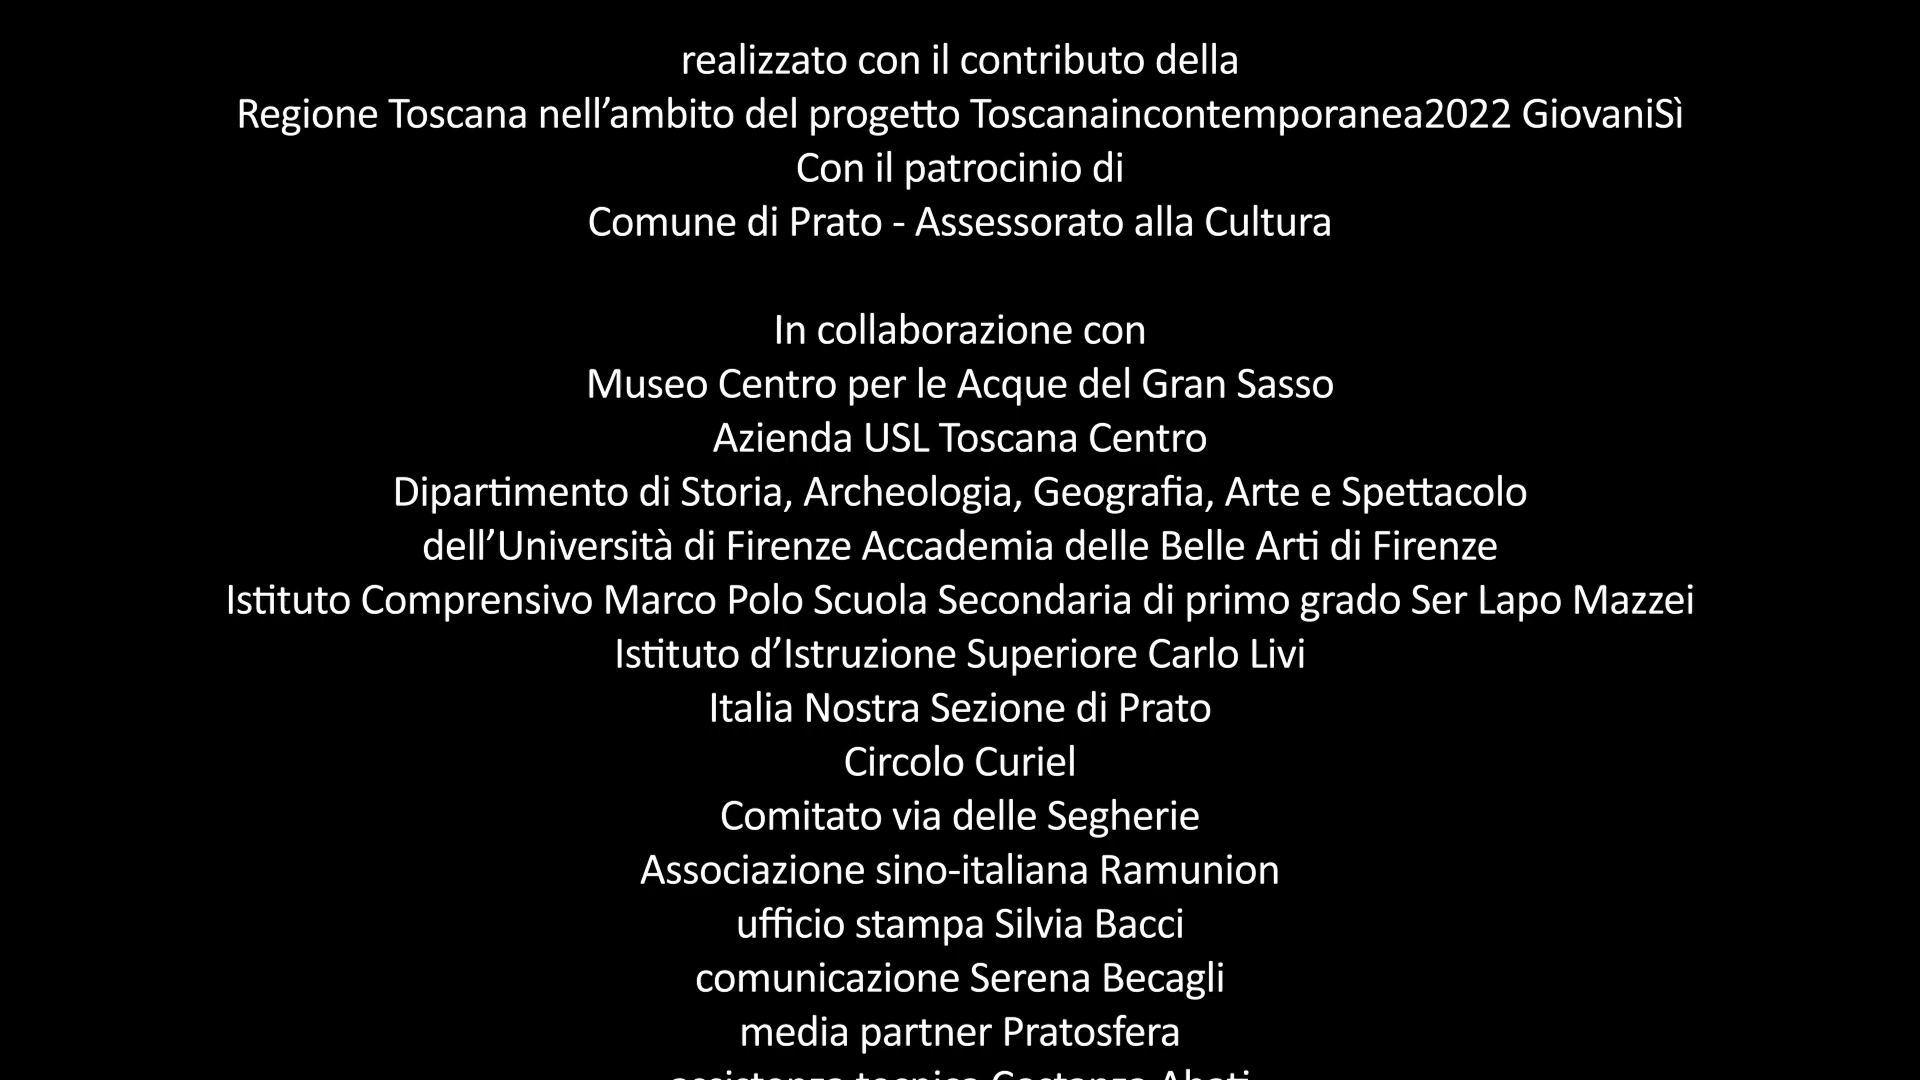 realizzato con il contributo della
Regione Toscana nell’ambito del progetto Toscanaincontemporanea2022 GiovaniSì
Con il patrocinio di
Comune di Prato - Assessorato alla Cultura
In collaborazione con
Museo Centro per le Acque del Gran Sasso
Azienda USL Toscana Centro
Dipartimento di Storia, Archeologia, Geografia, Arte e Spettacolo
dell’Università di Firenze Accademia delle Belle Arti di Firenze
Istituto Comprensivo Marco Polo Scuola Secondaria di primo grado Ser Lapo Mazzei
Istituto d’Istruzione Superiore Carlo Livi
Italia Nostra Sezione di Prato
Circolo Curiel
Comitato via delle Segherie
Associazione sino-italiana Ramunion
ufficio stampa Silvia Bacci
comunicazione Serena Becagli
media partner Pratosfera